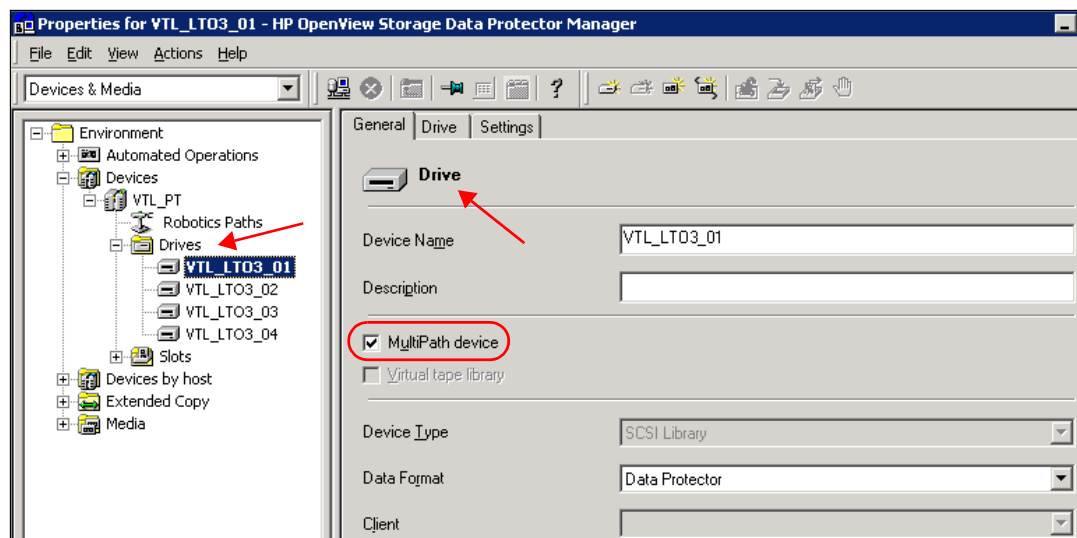 Properties for VTL_LTO3_01 - HP OpenView Storage Data Protector Manager
File Edit View Actions Help
Devices & Media
?
Environment
Automated Operations
Devices
VTL_PT
Robotics Paths
Drives
VTL_LTO3_01
VTL_LTO3_02
VTL_LTO3_03
VTL_LTO3_04
Slots
Devices by host
Extended Copy
Media
General Drive Settings
Drive
Device Name VTL_LTO3_01
Description
MultiPath device
Virtual tape library
Device Type SCSI Library
Data Format Data Protector
Client